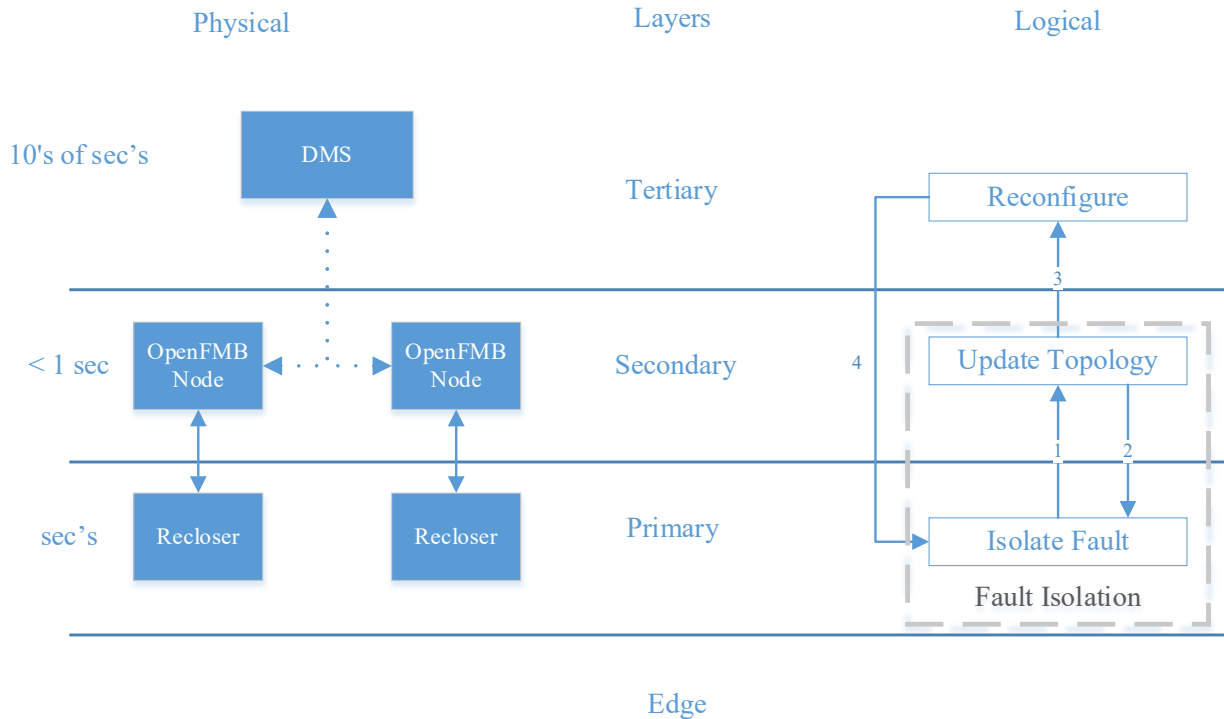 Physical
Layers
Logical
10's of sec’s
DMS
Tertiary
Reconfigure
3
< 1 sec
OpenFMB
Node
OpenFMB
Node
Secondary
4
Update Topology
1
2
sec’s
Recloser
Recloser
Primary
Isolate Fault
Fault Isolation
Edge